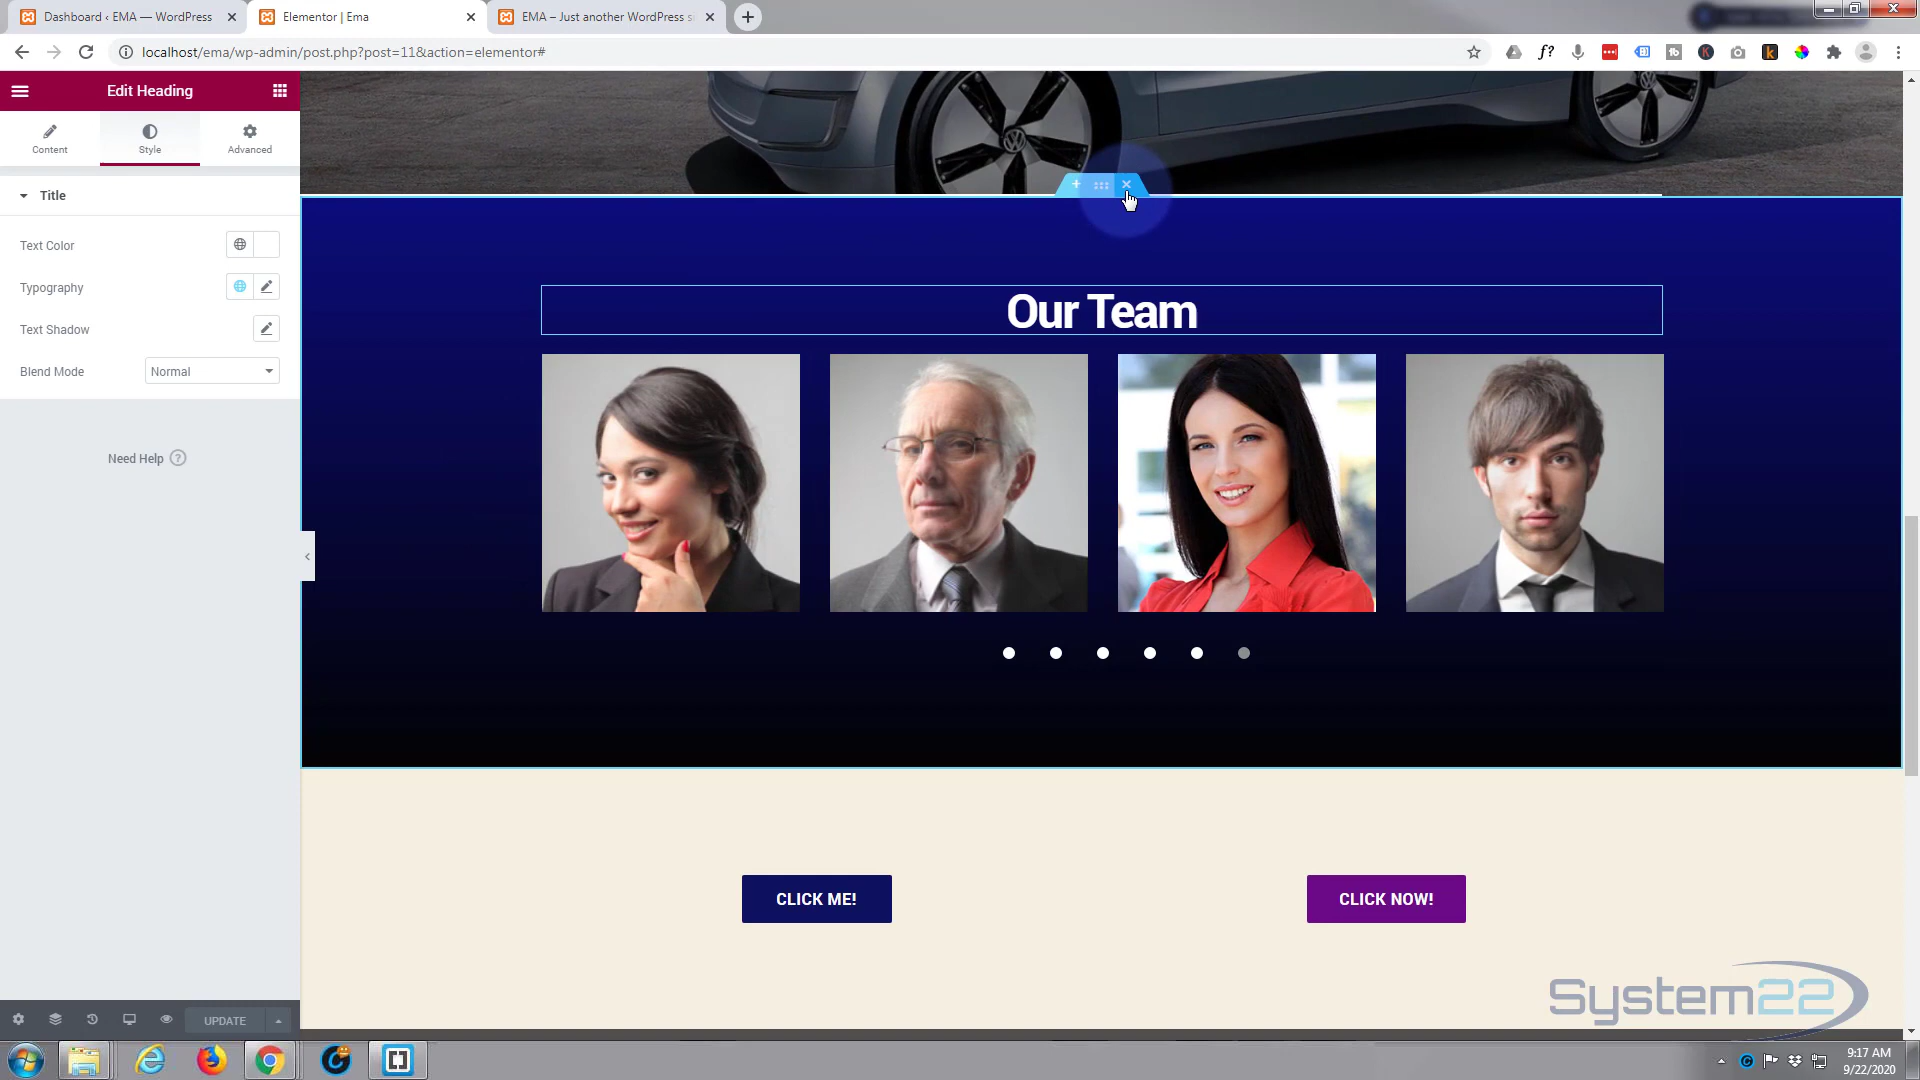 Dashboard ‹ EMA — WordPress
Elementor | Ema
EMA – Just another WordPress s
localhost/ema/wp-admin/post.php?post=11&action=elementor#
Edit Heading
Content
Style
Advanced
Title
Text Color
Typography
Text Shadow
Blend Mode
Normal
Need Help
Our Team
CLICK ME!
CLICK NOW!
System22
UPDATE
9:17 AM
9/22/2020